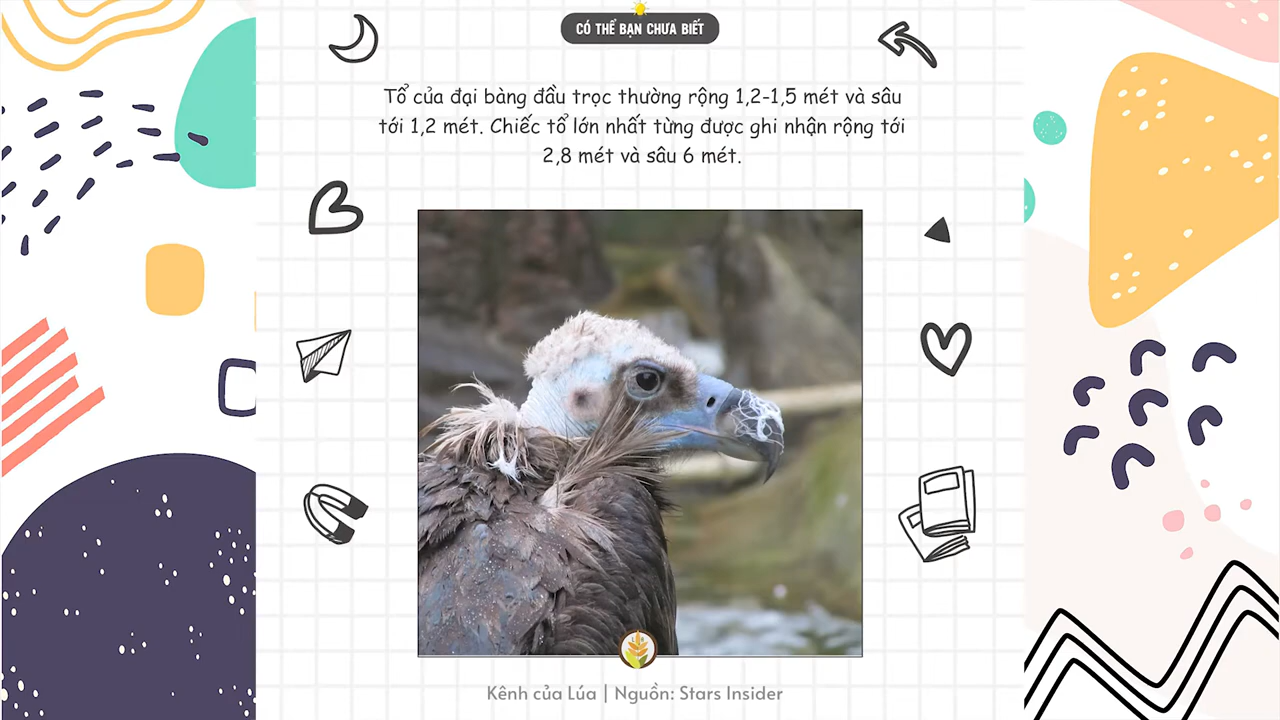 CÓ THỂ BẠN CHƯA BIẾT
Tổ của đại bàng đầu trọc thường rộng 1,2-1,5 mét và sâu
tới 1,2 mét. Chiếc tổ lớn nhất từng được ghi nhận rộng tới
2,8 mét và sâu 6 mét.
Kênh của Lúa | Nguồn: Stars Insider